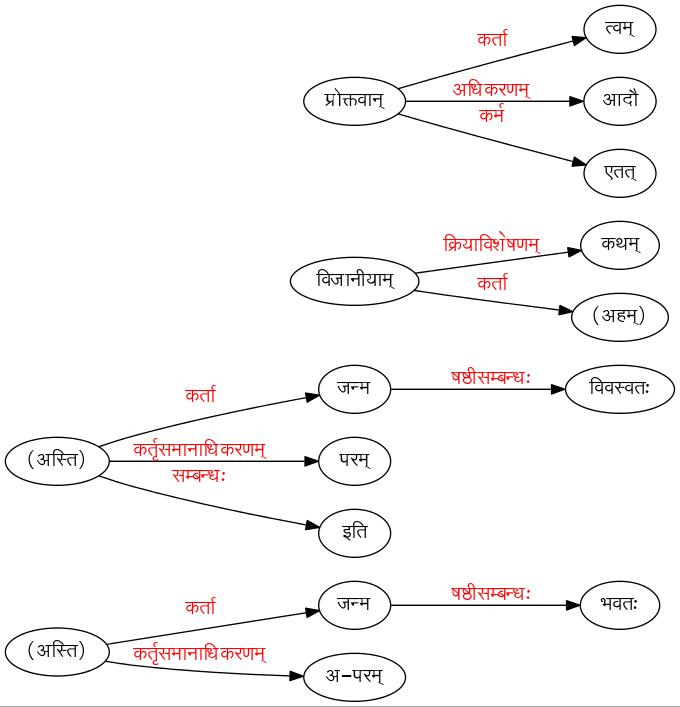 त्वम्
कर्ता
प्रोक्तवान्
अधिकरणम्
आदौ
कर्म
एतत्
क्रियाविशेषणम्
कथम्
विजानीयाम्
कर्ता
(अहम्)
कर्ता
जन्म
षष्ठीसम्बन्धः
विवस्वतः
(अस्ति)
कर्तृसमानाधिकरणम्
परम्
सम्बन्धः
इति
कर्ता
जन्म
षष्ठीसम्बन्धः
भवतः
(अस्ति)
कर्तृसमानाधिकरणम्
अ-परम्